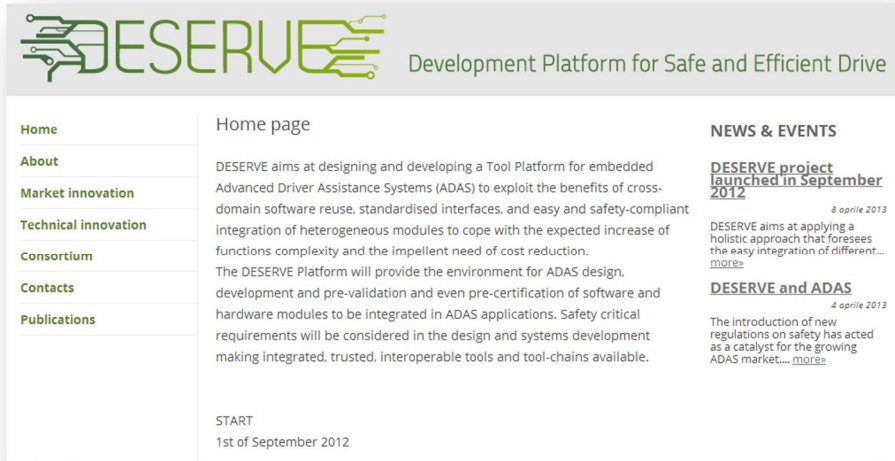 DESERVE
Development Platform for Safe and Efficient Drive
Home
About
Market innovation
Technical innovation
Consortium
Contacts
Publications
Home page
DESERVE aims at designing and developing a Tool Platform for embedded
Advanced Driver Assistance Systems (ADAS) to exploit the benefits of cross-
domain software reuse, standardised interfaces, and easy and safety-compliant
integration of heterogeneous modules to cope with the expected increase of
functions complexity and the impellent need of cost reduction.
The DESERVE Platform will provide the environment for ADAS design,
development and pre-validation and even pre-certification of software and
hardware modules to be integrated in ADAS applications. Safety critical
requirements will be considered in the design and systems development
making integrated, trusted, interoperable tools and tool-chains available.
START
1st of September 2012
NEWS & EVENTS
DESERVE project
launched in September
2012
8 aprile 2013
DESERVE aims at applying a
holistic approach that foresees
the easy integration of different...
more»
DESERVE and ADAS
4 aprile 2013
The introduction of new
regulations on safety has acted
as a catalyst for the growing
ADAS market.... more»